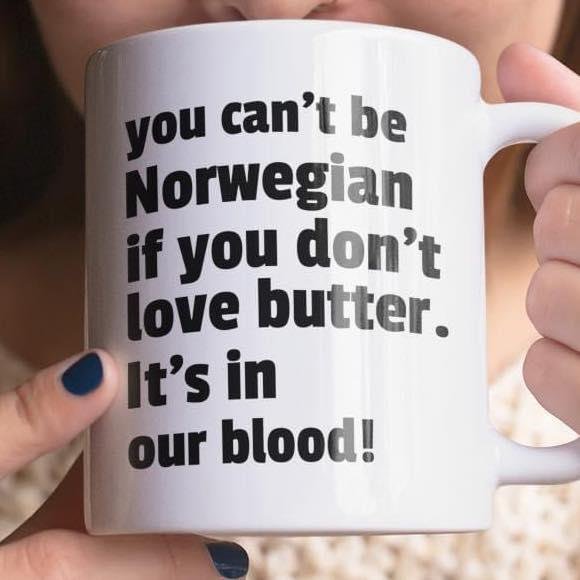 you can't be
Norwegian
if you don't
love butter.
It's in
our blood!